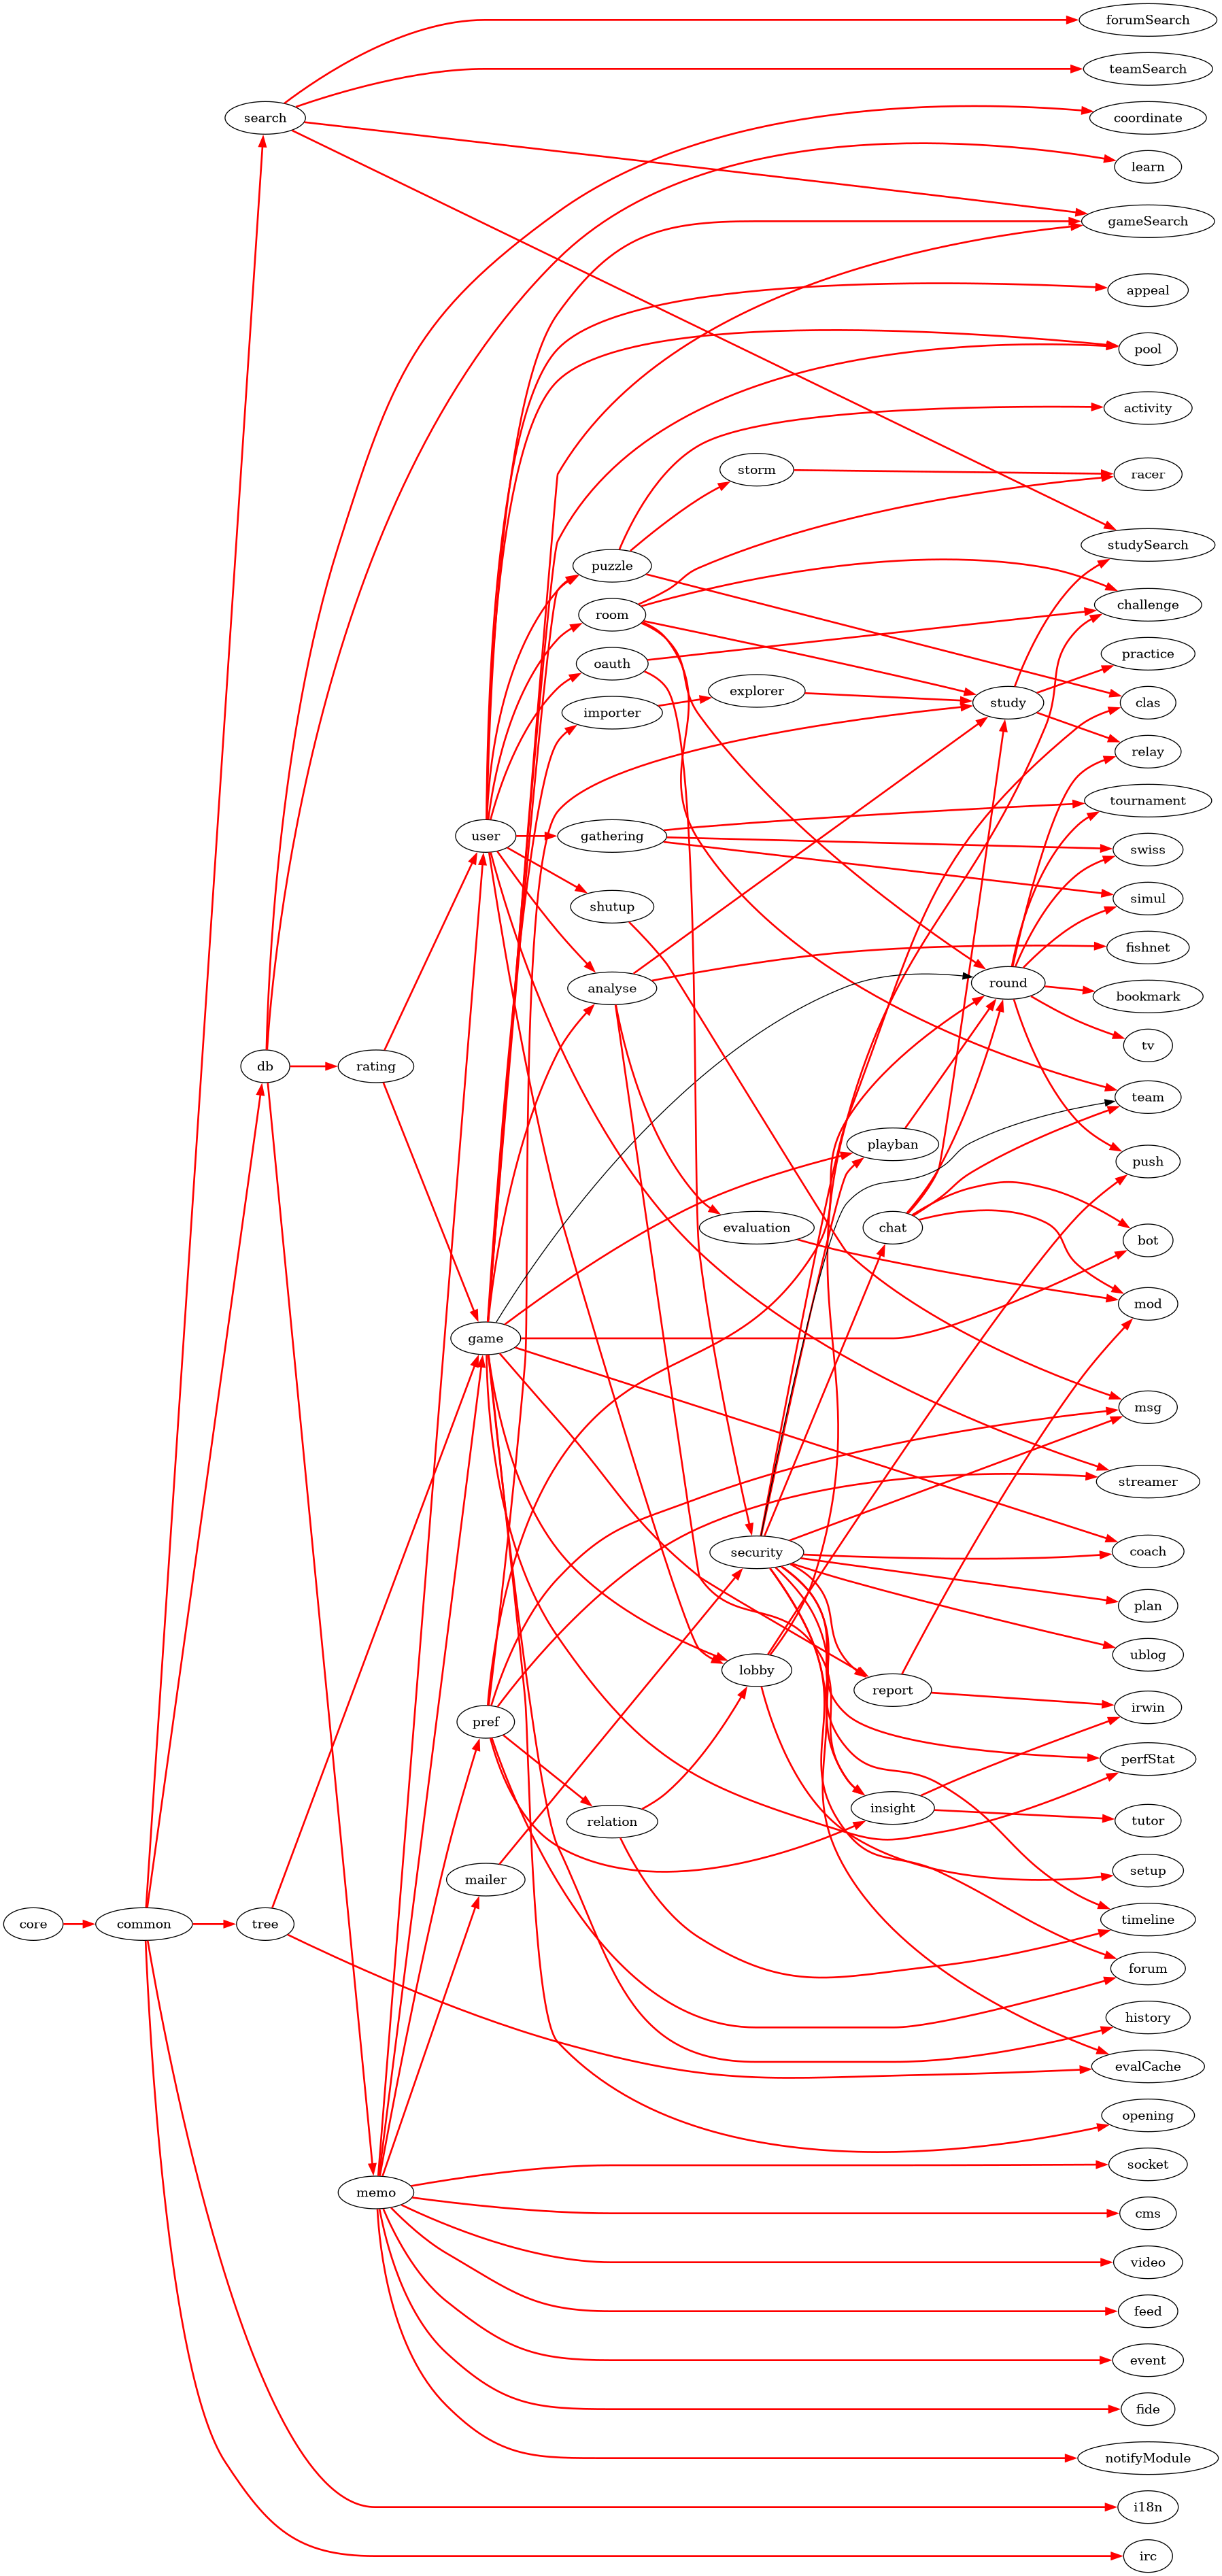 forumSearch
teamSearch
search
coordinate
learn
gameSearch
appeal
pool
activity
storm
racer
studySearch
puzzle
challenge
room
practice
oauth
explorer
study
clas
importer
relay
tournament
user
gathering
swiss
simul
shutup
fishnet
round
analyse
bookmark
tv
db
rating
team
playban
push
evaluation
chat
bot
mod
game
msg
streamer
security
coach
plan
ublog
lobby
report
irwin
pref
perfStat
insight
relation
tutor
setup
mailer
core
common
tree
timeline
forum
history
evalCache
opening
socket
memo
cms
video
feed
event
fide
notifyModule
i18n
irc